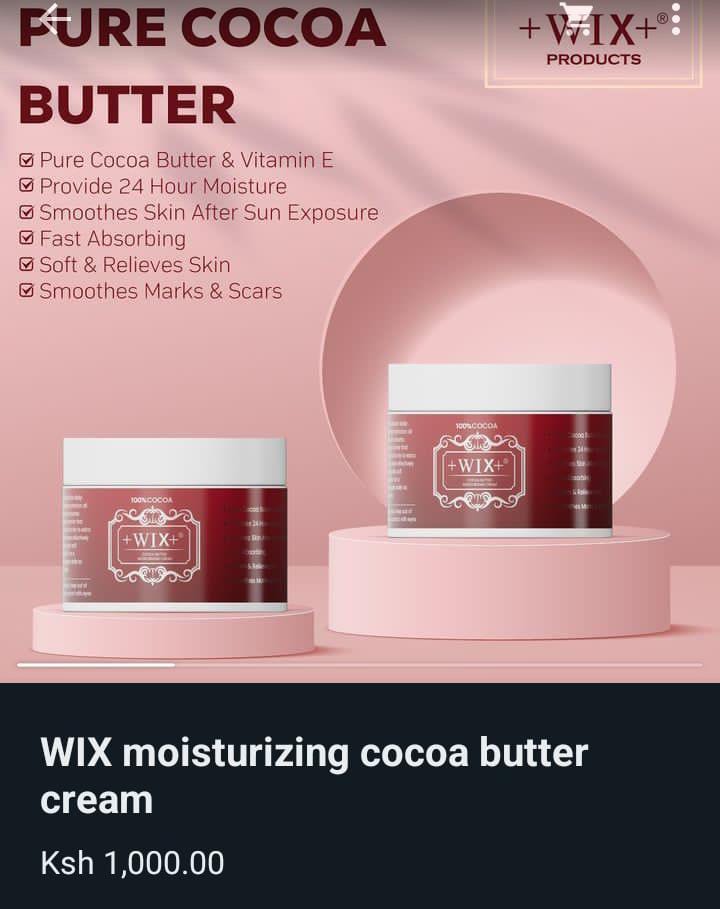 PURE COCOA
BUTTER
+WIX+®
PRODUCTS
Pure Cocoa Butter & Vitamin E
Provide 24 Hour Moisture
Smoothes Skin After Sun Exposure
Fast Absorbing
Soft & Relieves Skin
Smoothes Marks & Scars
100%COCOA
+WIX+®
100%COCOA
+WIX+®
WIX moisturizing cocoa butter
cream
Ksh 1,000.00